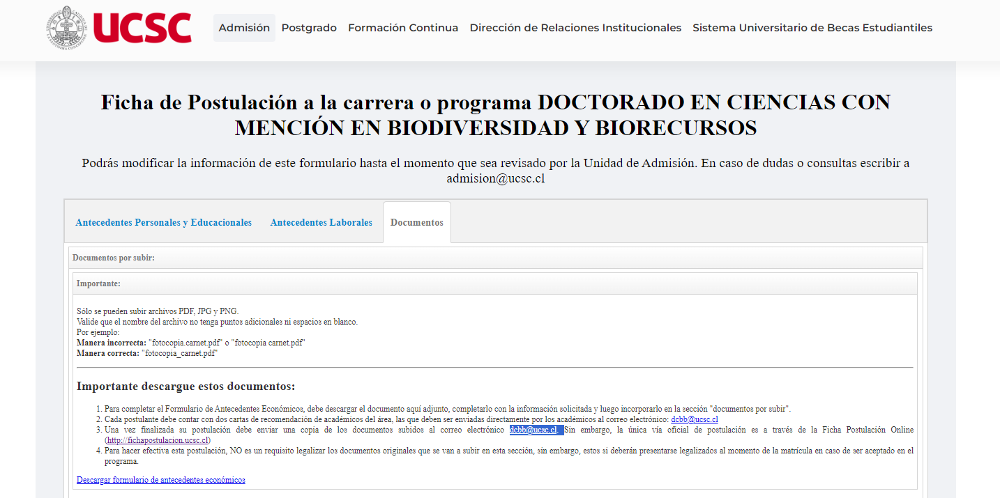 UCSC
Admisión Postgrado Formación Continua Dirección de Relaciones Institucionales Sistema Universitario de Becas Estudiantiles
Ficha de Postulación a la carrera o programa DOCTORADO EN CIENCIAS CON
MENCIÓN EN BIODIVERSIDAD Y BIORECURSOS
Podrás modificar la información de este formulario hasta el momento que sea revisado por la Unidad de Admisión. En caso de dudas o consultas escribir a
admision@ucsc.cl
Antecedentes Personales y Educacionales Antecedentes Laborales Documentos
Documentos por subir:
Importante:
Sólo se pueden subir archivos PDF, JPG y PNG.
Valide que el nombre del archivo no tenga puntos adicionales ni espacios en blanco.
Por ejemplo:
Manera incorrecta: "fotocopia.carnet.pdf" o "fotocopia carnet.pdf"
Manera correcta: "fotocopia_carnet.pdf"
Importante descargue estos documentos:
1. Para completar el Formulario de Antecedentes Económicos, debe descargar el documento aquí adjunto, completarlo con la información solicitada y luego incorporarlo en la sección "documentos por subir".
2. Cada postulante debe contar con dos cartas de recomendación de académicos del área, las que deben ser enviadas directamente por los académicos al correo electrónico: dcbb@ucsc.cl
3. Una vez finalizada su postulación debe enviar una copia de los documentos subidos al correo electrónico dcbb@ucsc.cl. Sin embargo, la única vía oficial de postulación es a través de la Ficha Postulación Online
(http://fichapostulacion.ucsc.cl)
4. Para hacer efectiva esta postulación, NO es un requisito legalizar los documentos originales que se van a subir en esta sección, sin embargo, estos si deberán presentarse legalizados al momento de la matrícula en caso de ser aceptado en el
programa.
Descargar formulario de antecedentes económicos